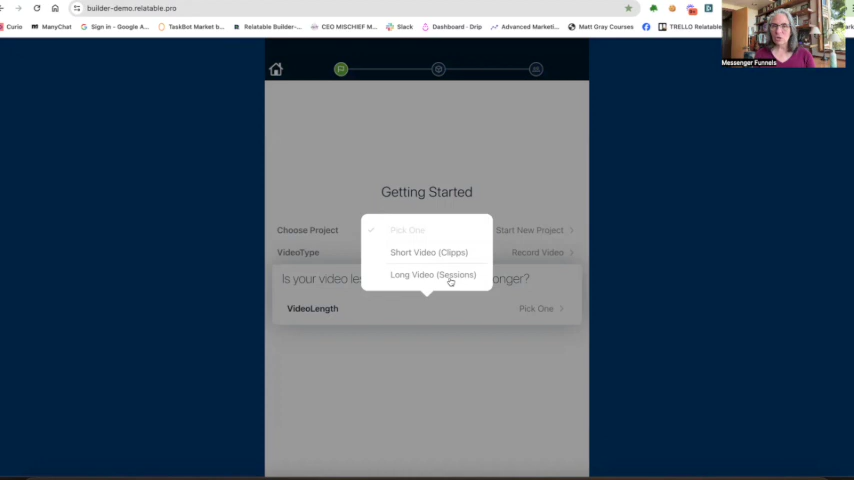 builder-demo.relatable.pro
Curio
ManyChat
Sign in - Google A...
TaskBot Market b...
Relatable Builder-...
CEO MISCHIEF M...
Slack
Dashboard · Drip
Advanced Marketi...
Matt Gray Courses
TRELLO Relatable
Messenger Funnels
Getting Started
Choose Project
Pick One
Start New Project
VideoType
Short Video (Clipps)
Record Video
Long Video (Sessions)
Is your video les
onger?
VideoLength
Pick One